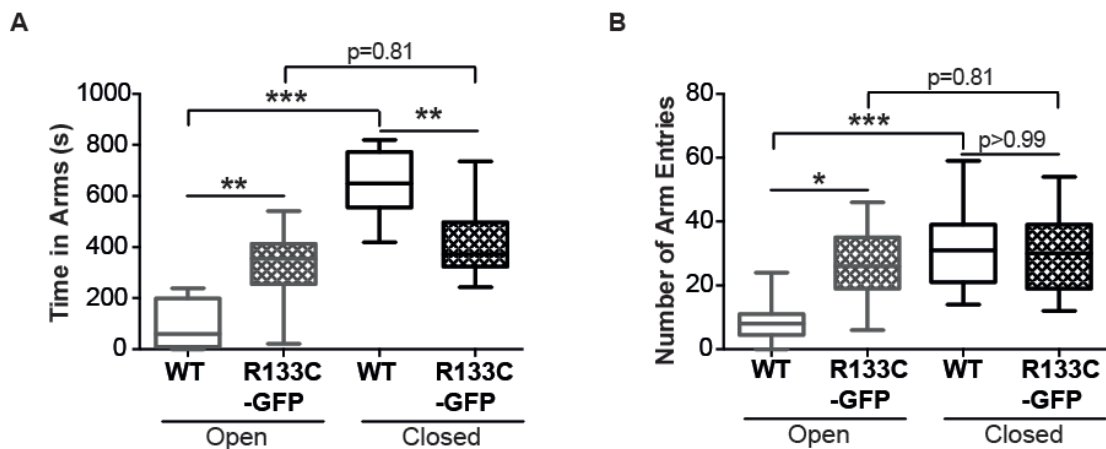 A
Time in Arms (s)
1000
800
600
400
200
0
p=0.81
***
**
**
WT
R133C
-GFP
WT
R133C
-GFP
Open
Closed
B
Number of Arm Entries
80
60
40
20
0
p=0.81
***
p>0.99
*
WT
R133C
-GFP
WT
R133C
-GFP
Open
Closed